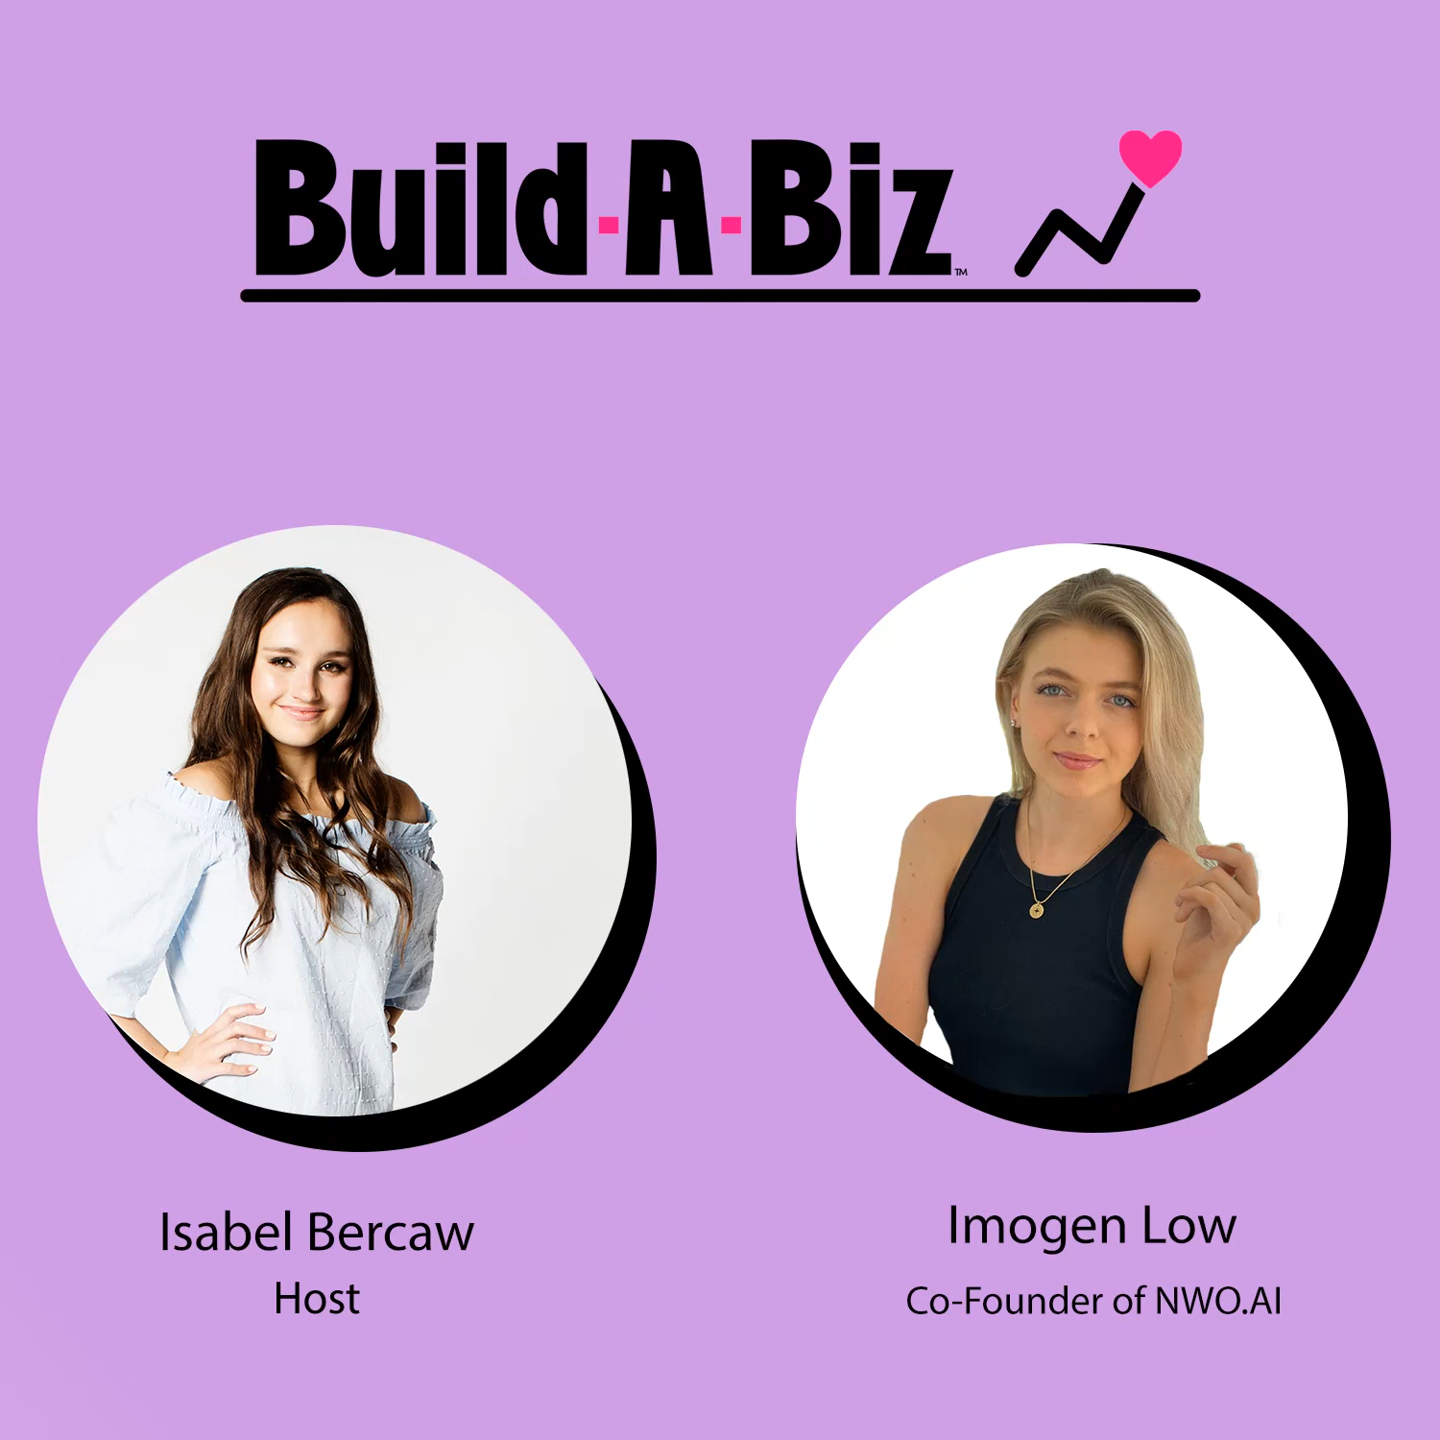 Build-A-Biz™
Isabel Bercaw
Host
Imogen Low
Co-Founder of NWO.AI